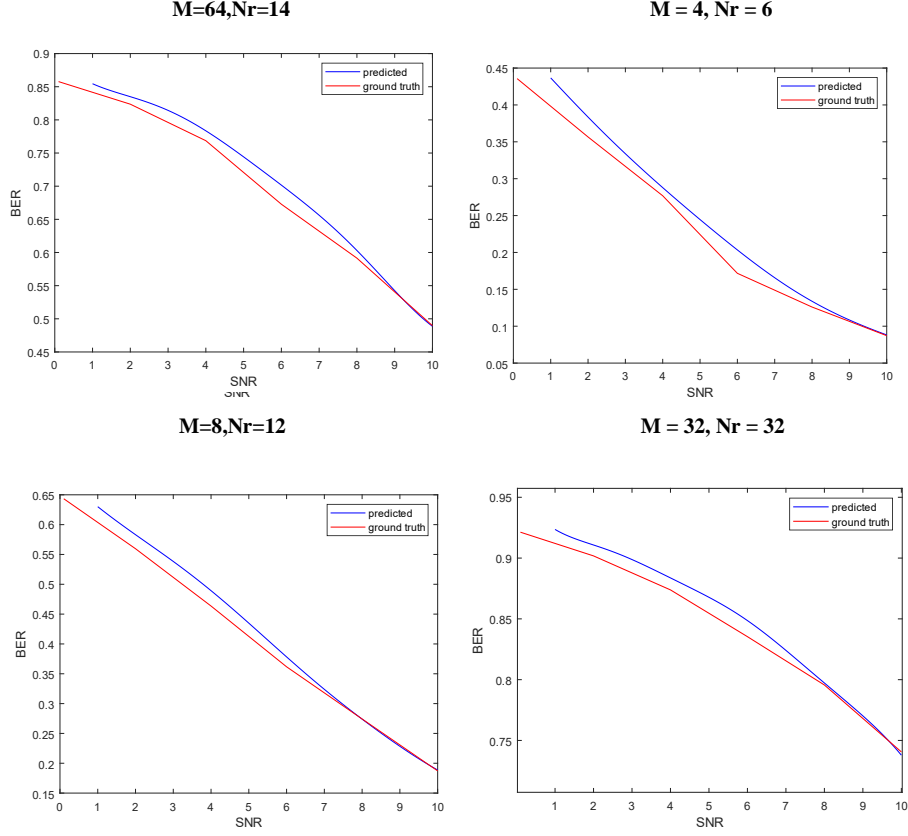 M=64,Nr=14
0.9
0.85
0.8
0.75
0.7
0.65
0.6
0.55
0.5
0.45
BER
predicted
ground truth
0 1 2 3 4 5 6 7 8 9 10
SNR
SNR
M = 4, Nr = 6
0.45
0.4
0.35
0.3
0.25
0.2
0.15
0.1
0.05
BER
predicted
ground truth
0 1 2 3 4 5 6 7 8 9 10
SNR
M=8,Nr=12
0.65
0.6
0.55
0.5
0.45
0.4
0.35
0.3
0.25
0.2
0.15
BER
predicted
ground truth
0 1 2 3 4 5 6 7 8 9 10
SNR
M = 32, Nr = 32
0.95
0.9
0.85
0.8
0.75
BER
predicted
ground truth
1 2 3 4 5 6 7 8 9 10
SNR